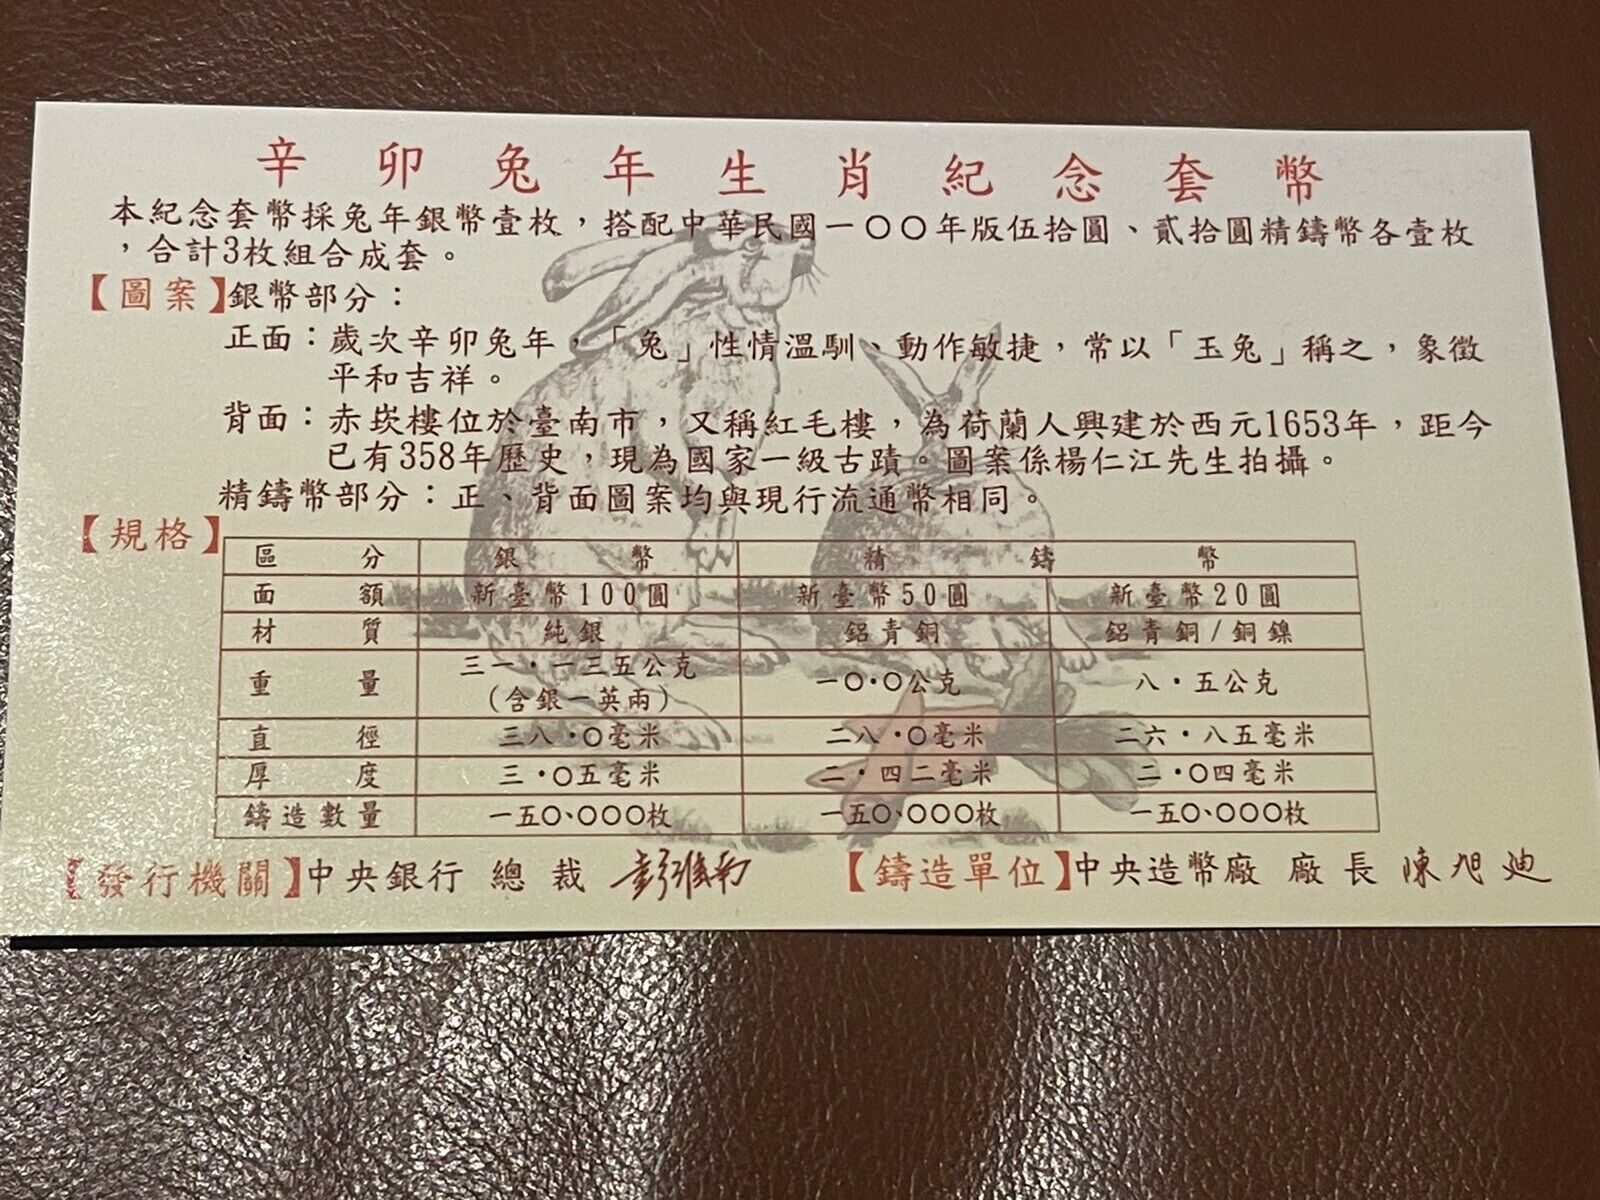 辛卯兔年生肖紀念套幣
本紀念套幣採兔年銀幣壹枚，搭配中華民國一〇〇年版伍拾圓、貳拾圓精鑄幣各壹枚
，合計3枚組合成套。
【圖案】銀幣部分：
正面：歲次辛卯兔年，「兔」性情溫馴、動作敏捷，常以「玉兔」稱之，象徵
平和吉祥。
背面：赤崁樓位於臺南市，又稱紅毛樓，為荷蘭人興建於西元1653年，距今
已有358年歷史，現為國家一級古蹟。圖案係楊仁江先生拍攝。
精鑄幣部分：正、背面圖案均與現行流通幣相同。
【規格】
區分 銀幣 精鑄幣
面額 新臺幣100圓 新臺幣50圓 新臺幣20圓
材質 純銀 鋁青銅 鋁青銅/銅鎳
重量 三一・一三五公克 一〇・〇公克 八・五公克
(含銀一英兩)
直徑 三八・〇毫米 二八・〇毫米 二六・八五毫米
厚度 三・〇五毫米 二・四二毫米 二・〇四毫米
鑄造數量 一五〇、〇〇〇枚 一五〇、〇〇〇枚 一五〇、〇〇〇枚
【發行機關】中央銀行 總裁 彭淮南 【鑄造單位】中央造幣廠 廠長 陳旭迪